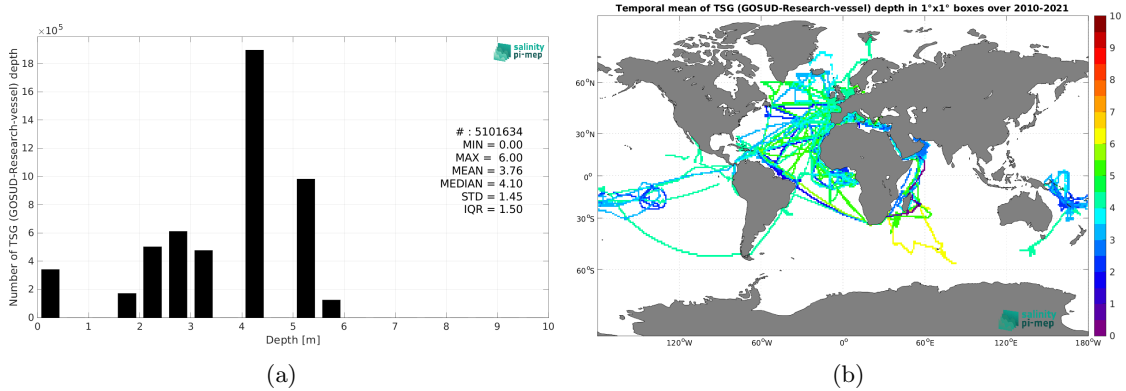 ×10⁵
18
16
14
12
10
8
6
4
2
0
Number of TSG (GOSUD-Research-vessel) depth
salinity
pi-mep
# : 5101634
MIN = 0.00
MAX = 6.00
MEAN = 3.76
MEDIAN = 4.10
STD = 1.45
IQR = 1.50
0 1 2 3 4 5 6 7 8 9 10
Depth [m]
(a)
Temporal mean of TSG (GOSUD-Research-vessel) depth in 1°x1° boxes over 2010-2021
60°N
30°N
0°
30°S
60°S
120°W 60°W 0° 60°E 120°E 180°W
salinity
pi-mep
10
9
8
7
6
5
4
3
2
1
0
(b)